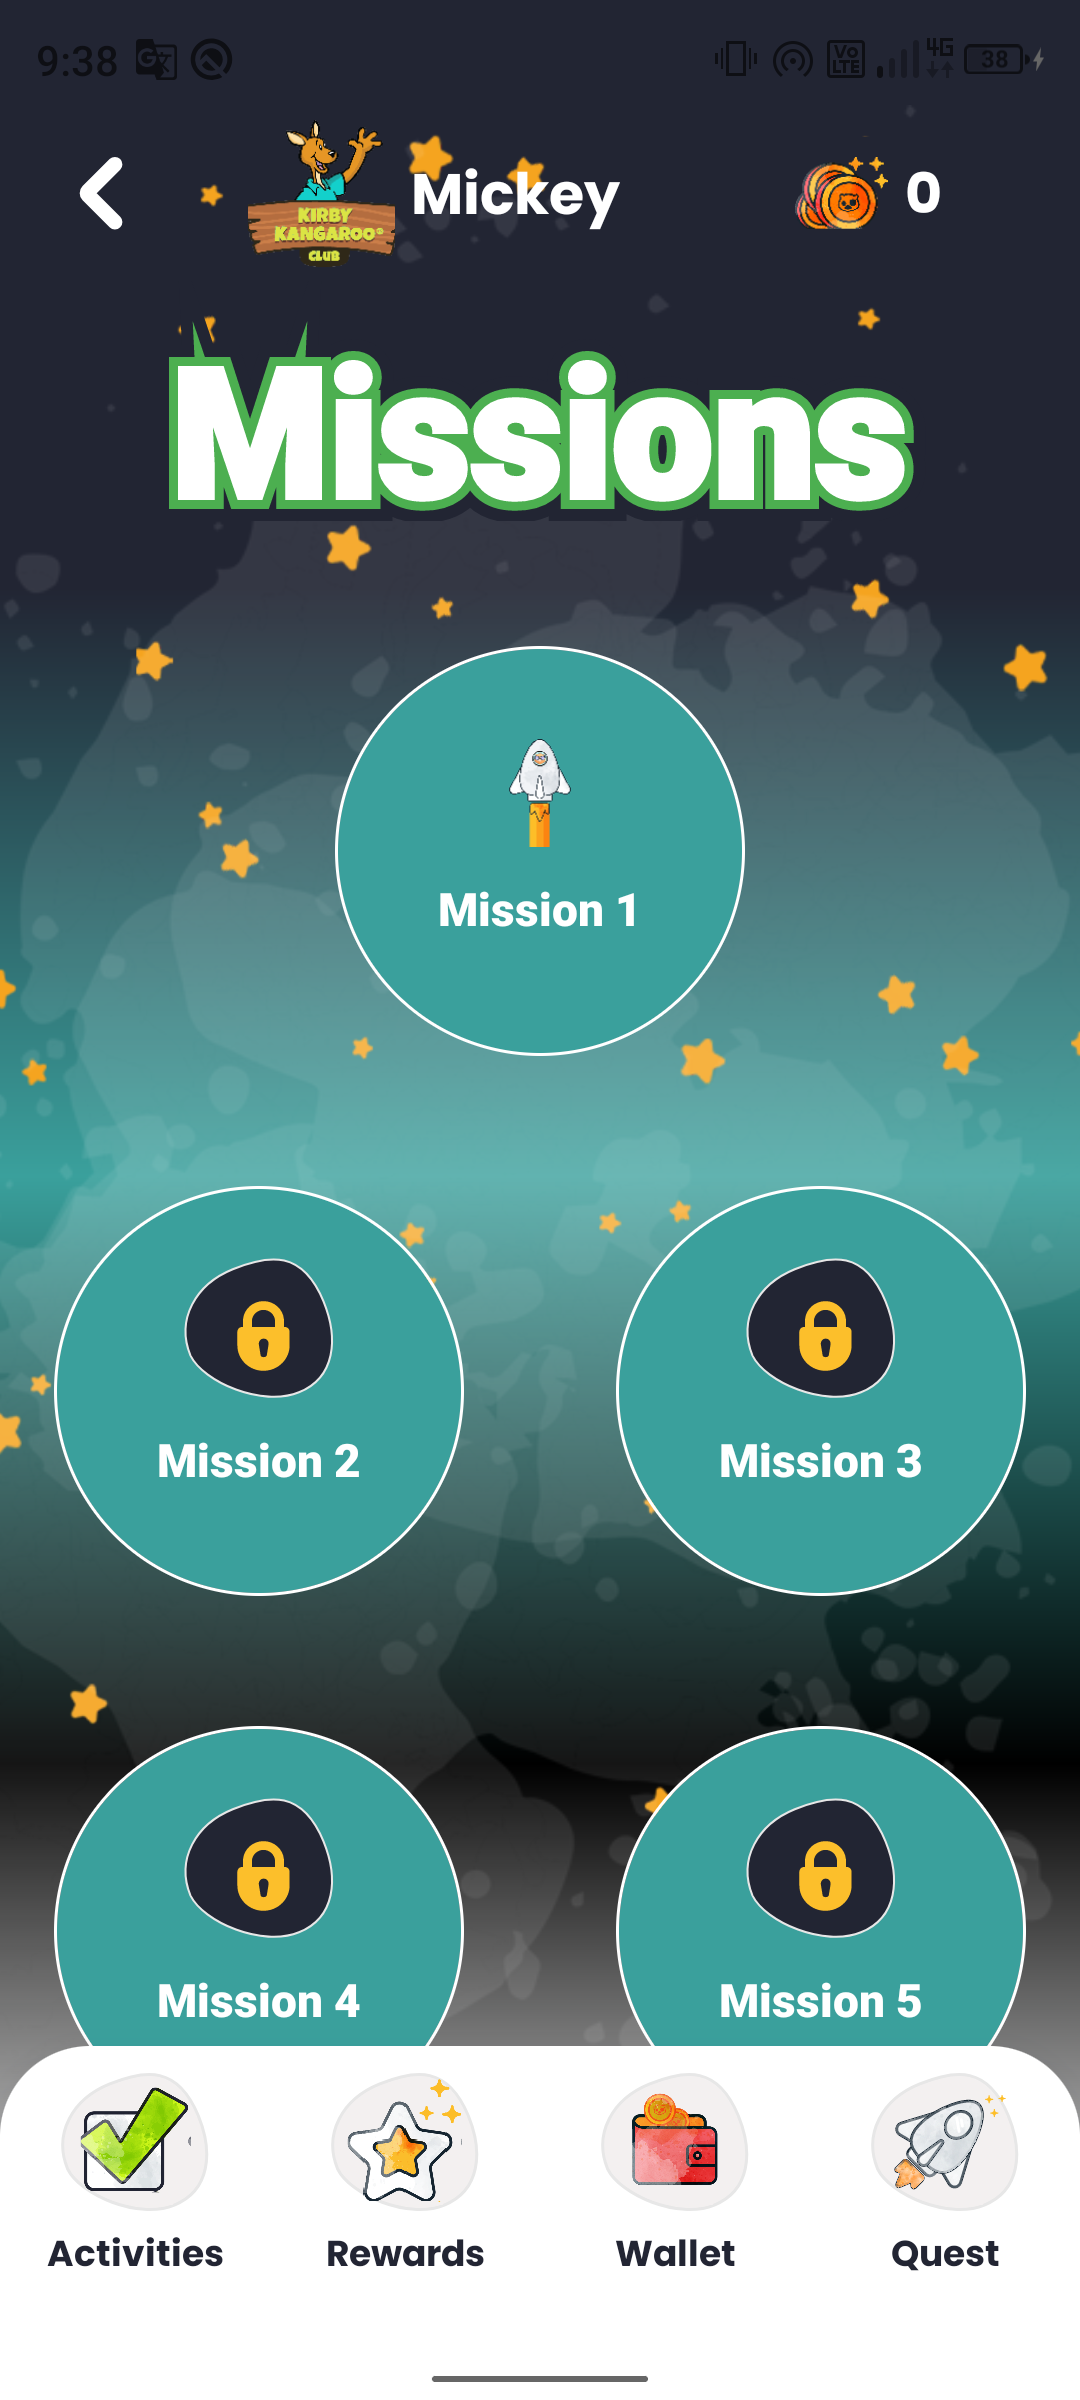 9:38
VO
LTE
4G
38
KIRBY
KANGAROO®
CLUB
Mickey
0
Missions
Mission 1
Mission 2
Mission 3
Mission 4
Mission 5
Activities
Rewards
Wallet
Quest